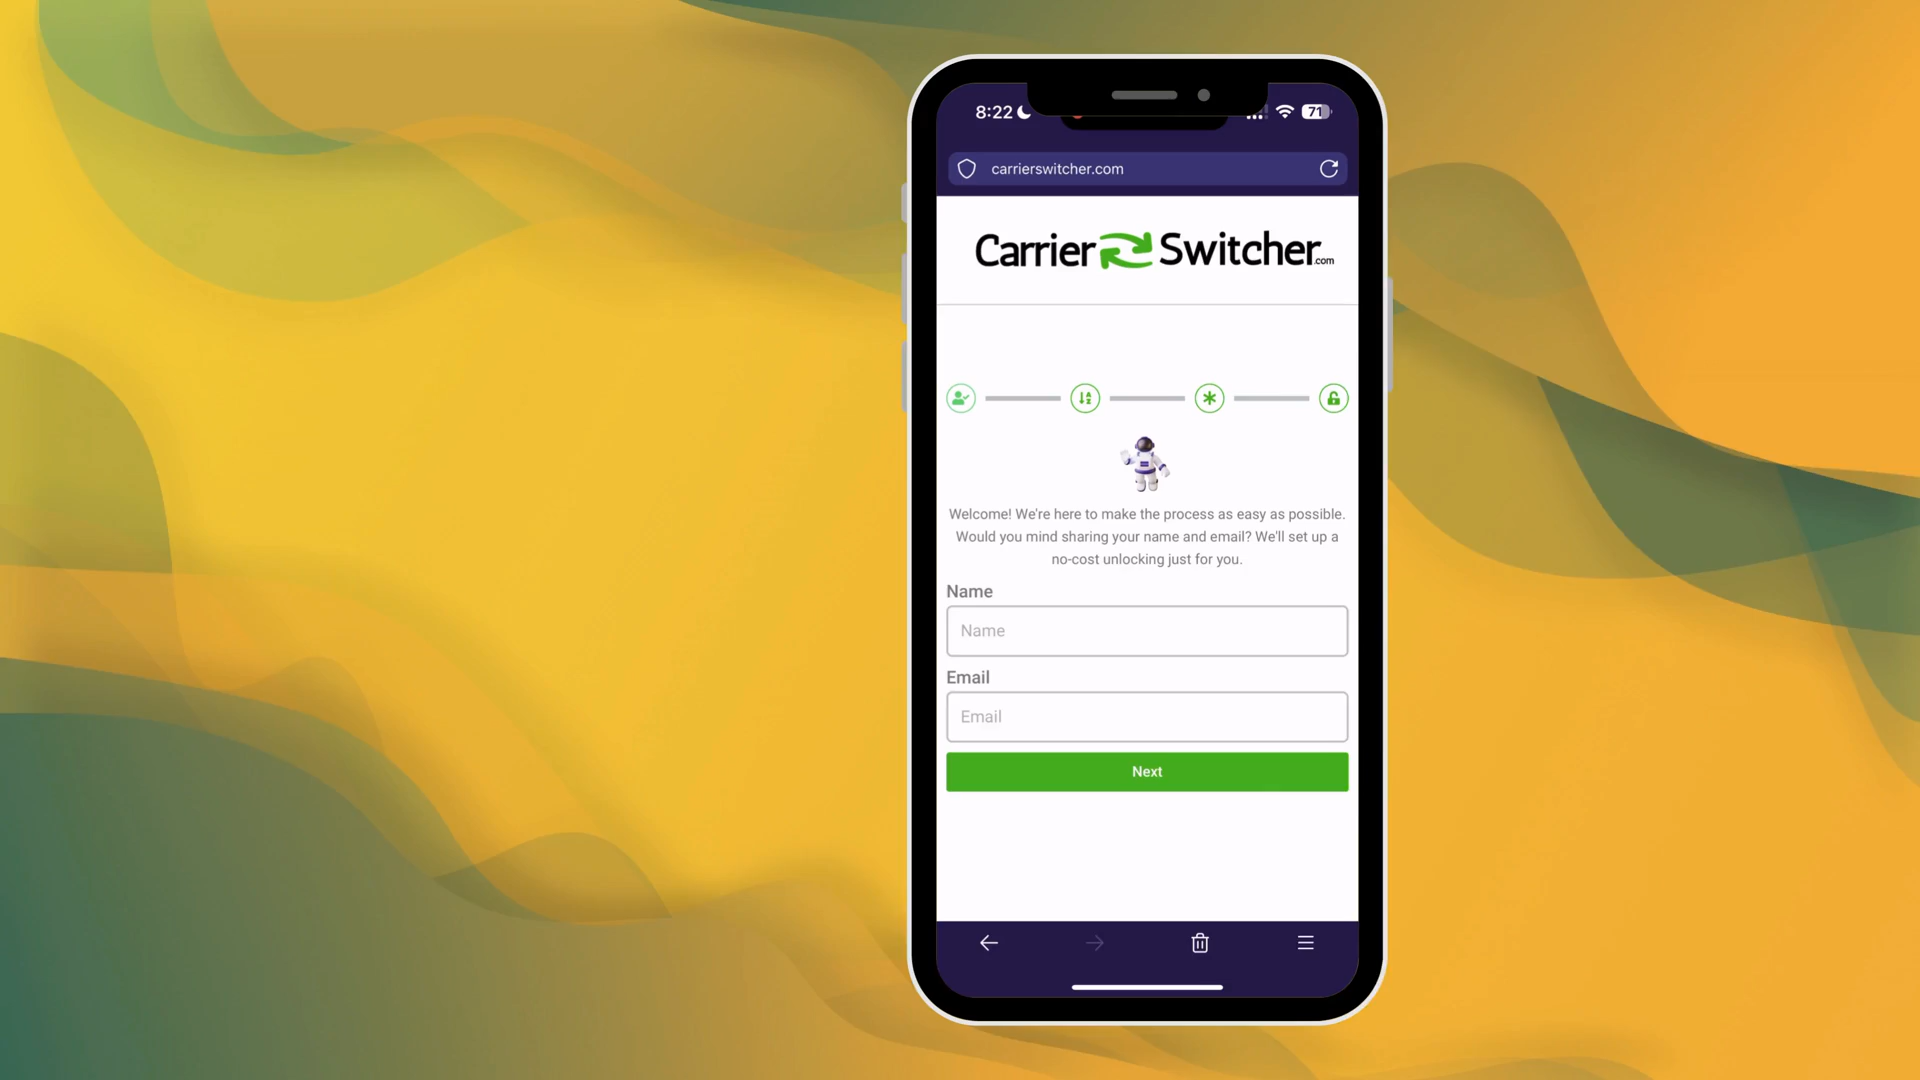 8:22
71
carrierswitcher.com
Carrier Switcher.com
Welcome! We're here to make the process as easy as possible.
Would you mind sharing your name and email? We'll set up a
no-cost unlocking just for you.
Name
Name
Email
Email
Next